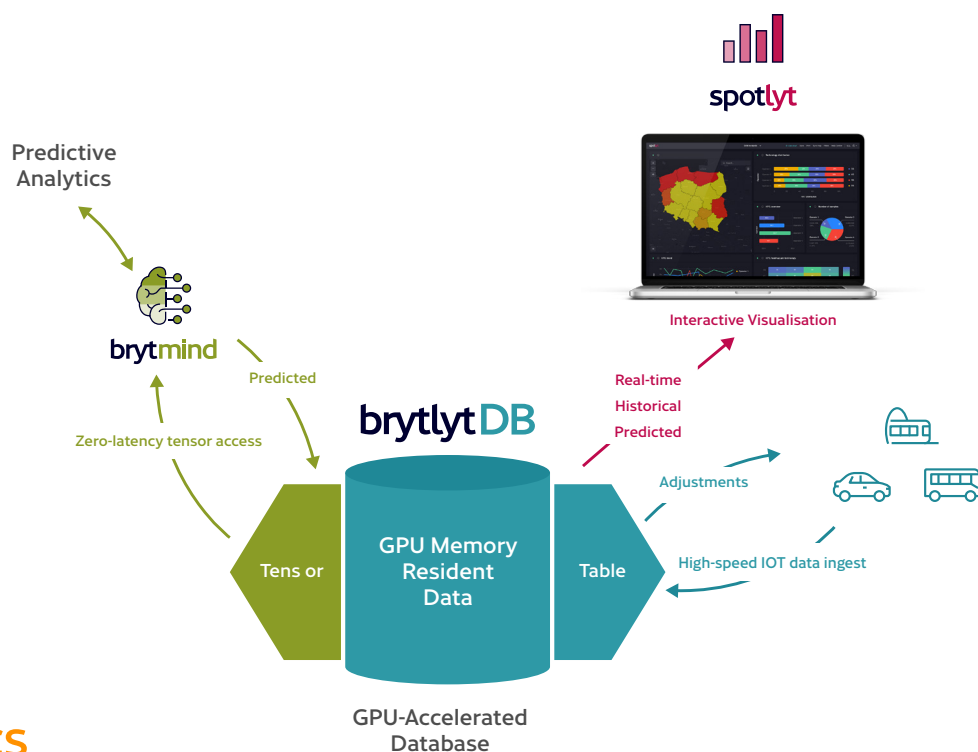 spotlyt
Predictive
Analytics
Interactive Visualisation
brytmind
Predicted
Real-time
Historical
Predicted
brytlytDB
Zero-latency tensor access
Adjustments
GPU Memory
Resident
Data
Tens or
Table
High-speed IOT data ingest
GPU-Accelerated
Database